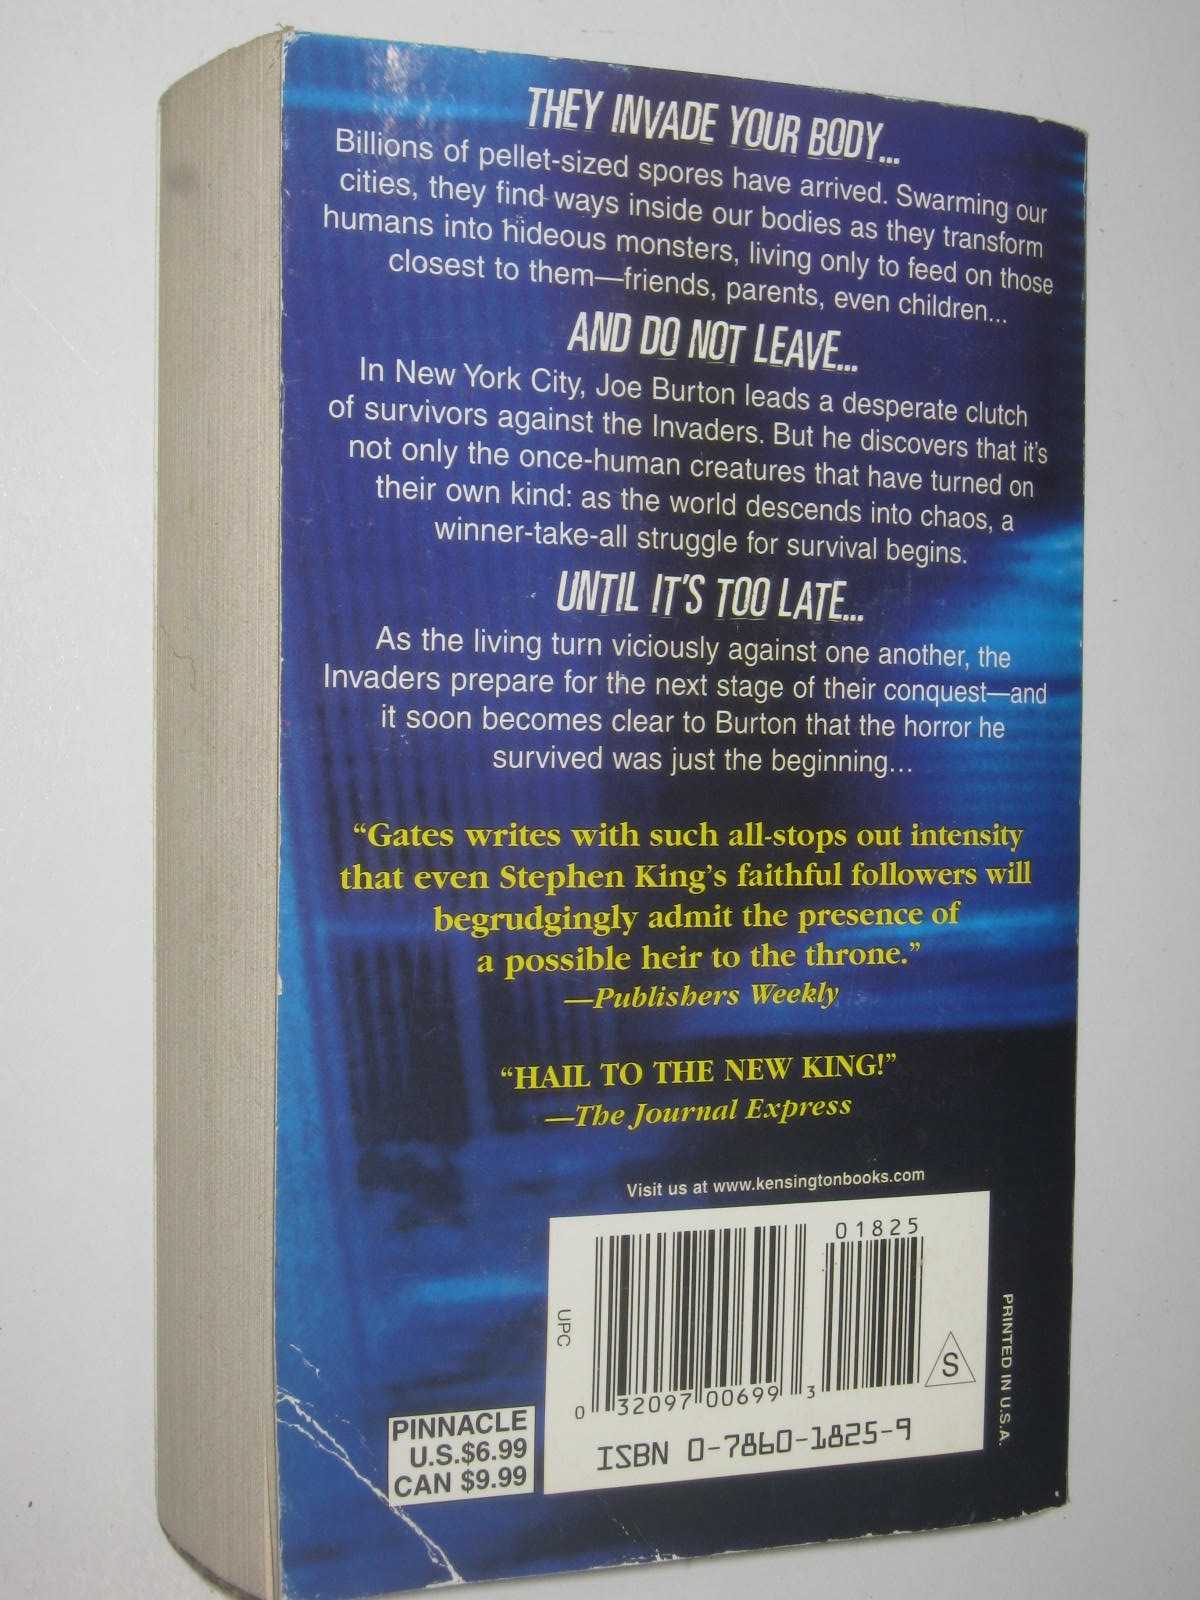 THEY INVADE YOUR BODY...
Billions of pellet-sized spores have arrived. Swarming our
cities, they find ways inside our bodies as they transform
humans into hideous monsters, living only to feed on those
closest to them—friends, parents, even children...
AND DO NOT LEAVE...
In New York City, Joe Burton leads a desperate clutch
of survivors against the Invaders. But he discovers that it's
not only the once-human creatures that have turned on
their own kind: as the world descends into chaos, a
winner-take-all struggle for survival begins.
UNTIL IT'S TOO LATE...
As the living turn viciously against one another, the
Invaders prepare for the next stage of their conquest—and
it soon becomes clear to Burton that the horror he
survived was just the beginning...
“Gates writes with such all-stops out intensity
that even Stephen King's faithful followers will
begrudgingly admit the presence of
a possible heir to the throne.”
—Publishers Weekly
“HAIL TO THE NEW KING!”
—The Journal Express
Visit us at www.kensingtonbooks.com
01825
UPC
0 32097 00699 3
S
ISBN 0-7860-1825-9
PRINTED IN U.S.A.
PINNACLE
U.S.$6.99
CAN $9.99